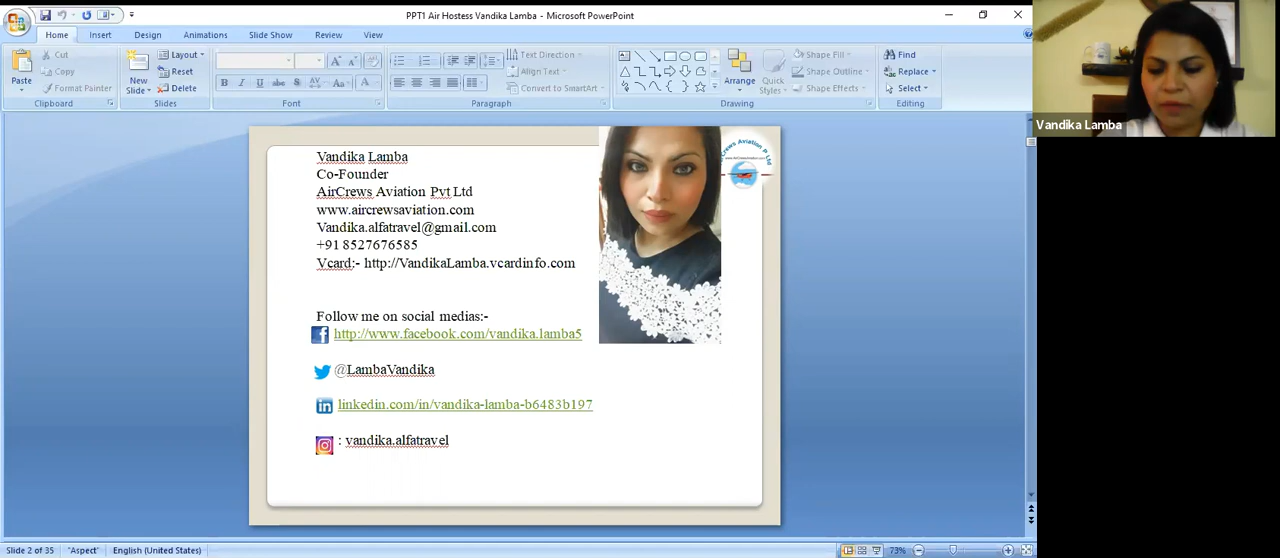 PPT1 Air Hostess Vandika Lamba - Microsoft PowerPoint
Home Insert Design Animations Slide Show Review View
Paste
Cut
Copy
Format Painter
Clipboard
New Slide
Layout
Reset
Delete
Slides
Font
Text Direction
Align Text
Convert to SmartArt
Paragraph
Arrange
Quick Styles
Shape Fill
Shape Outline
Shape Effects
Drawing
Find
Replace
Select
Editing
Vandika Lamba
Vandika Lamba
Co-Founder
AirCrews Aviation Pvt Ltd
www.aircrewsaviation.com
Vandika.alfatravel@gmail.com
+91 8527676585
Vcard:- http://VandikaLamba.vcardinfo.com
Follow me on social medias:-
http://www.facebook.com/vandika.lamba5
@LambaVandika
linkedin.com/in/vandika-lamba-b6483b197
: vandika.alfatravel
Slide 2 of 35 "Aspect" English (United States) 73%